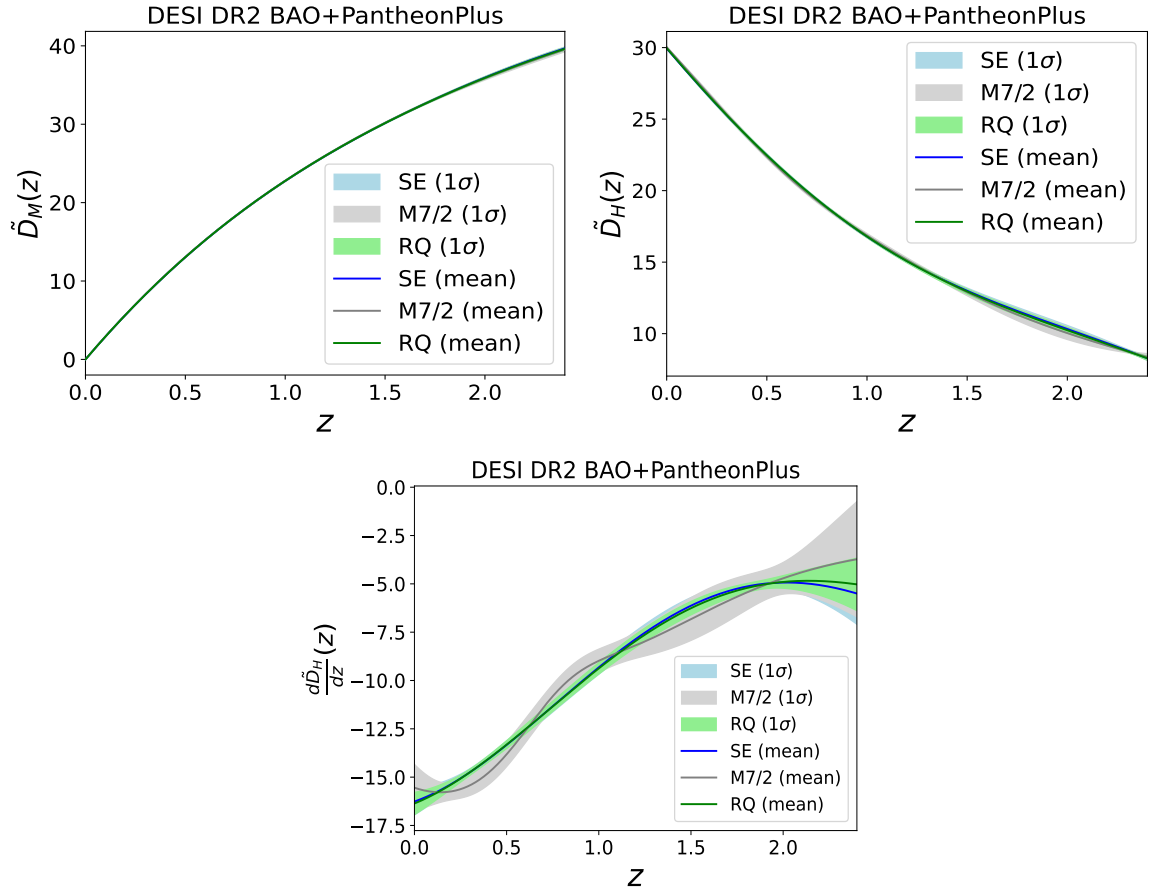 DESI DR2 BAO+PantheonPlus
40
30
20
10
0
D̃_M(z)
0.0 0.5 1.0 1.5 2.0
z
SE (1σ)
M7/2 (1σ)
RQ (1σ)
SE (mean)
M7/2 (mean)
RQ (mean)
DESI DR2 BAO+PantheonPlus
30
25
20
15
10
D̃_H(z)
0.0 0.5 1.0 1.5 2.0
z
SE (1σ)
M7/2 (1σ)
RQ (1σ)
SE (mean)
M7/2 (mean)
RQ (mean)
DESI DR2 BAO+PantheonPlus
0.0
−2.5
−5.0
−7.5
−10.0
−12.5
−15.0
−17.5
dD̃_H/dz(z)
0.0 0.5 1.0 1.5 2.0
z
SE (1σ)
M7/2 (1σ)
RQ (1σ)
SE (mean)
M7/2 (mean)
RQ (mean)